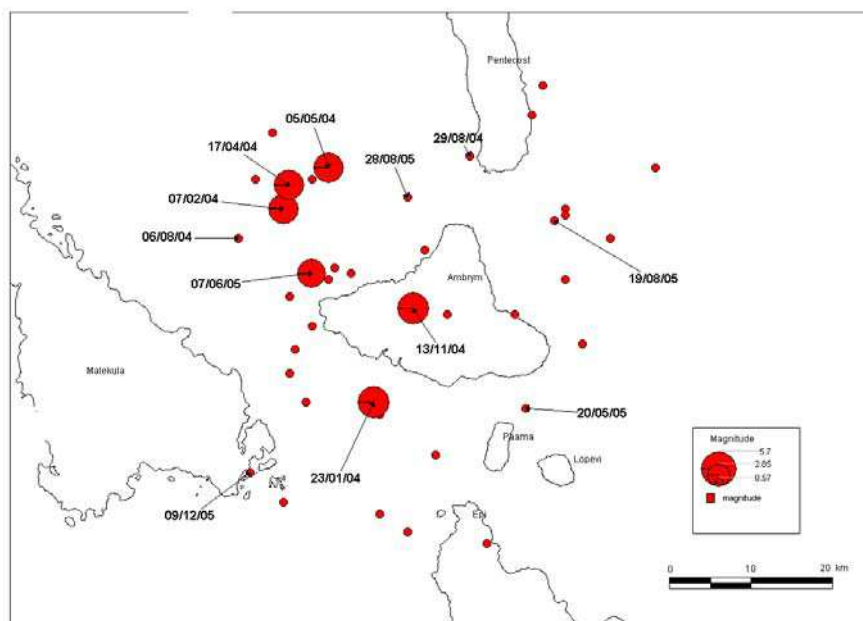 Pentecost
05/05/04
17/04/04
29/08/04
28/08/05
07/02/04
06/08/04
07/06/05
Ambrym
19/08/05
13/11/04
Malekula
20/05/05
Paama
Lopevi
23/01/04
09/12/05
Epi
Magnitude
5.7
2.85
0.57
magnitude
0 10 20 km